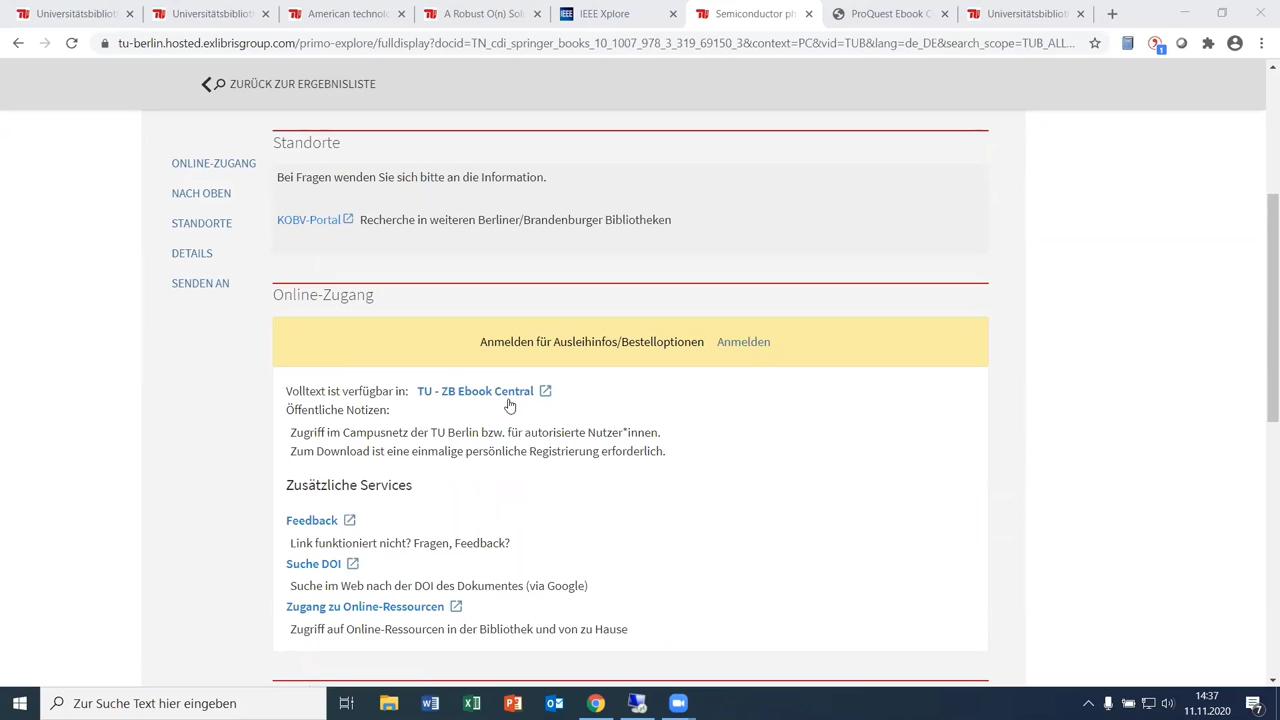 Universitätsbiblioth
Universitätsbiblioth
American technolo
A Robust O(n) Solu
IEEE Xplore
Semiconductor ph
ProQuest Ebook C
Universitätsbibliot
tu-berlin.hosted.exlibrisgroup.com/primo-explore/fulldisplay?docid=TN_cdi_springer_books_10_1007_978_3_319_69150_3&context=PC&vid=TUB&lang=de_DE&search_scope=TUB_ALL...
1
ZURÜCK ZUR ERGEBNISLISTE
ONLINE-ZUGANG
NACH OBEN
STANDORTE
DETAILS
SENDEN AN
Standorte
Bei Fragen wenden Sie sich bitte an die Information.
KOBV-Portal Recherche in weiteren Berliner/Brandenburger Bibliotheken
Online-Zugang
Anmelden für Ausleihinfos/Bestelloptionen Anmelden
Volltext ist verfügbar in: TU - ZB Ebook Central
Öffentliche Notizen:
Zugriff im Campusnetz der TU Berlin bzw. für autorisierte Nutzer*innen.
Zum Download ist eine einmalige persönliche Registrierung erforderlich.
Zusätzliche Services
Feedback
Link funktioniert nicht? Fragen, Feedback?
Suche DOI
Suche im Web nach der DOI des Dokumentes (via Google)
Zugang zu Online-Ressourcen
Zugriff auf Online-Ressourcen in der Bibliothek und von zu Hause
Zur Suche Text hier eingeben
14:37
11.11.2020
7